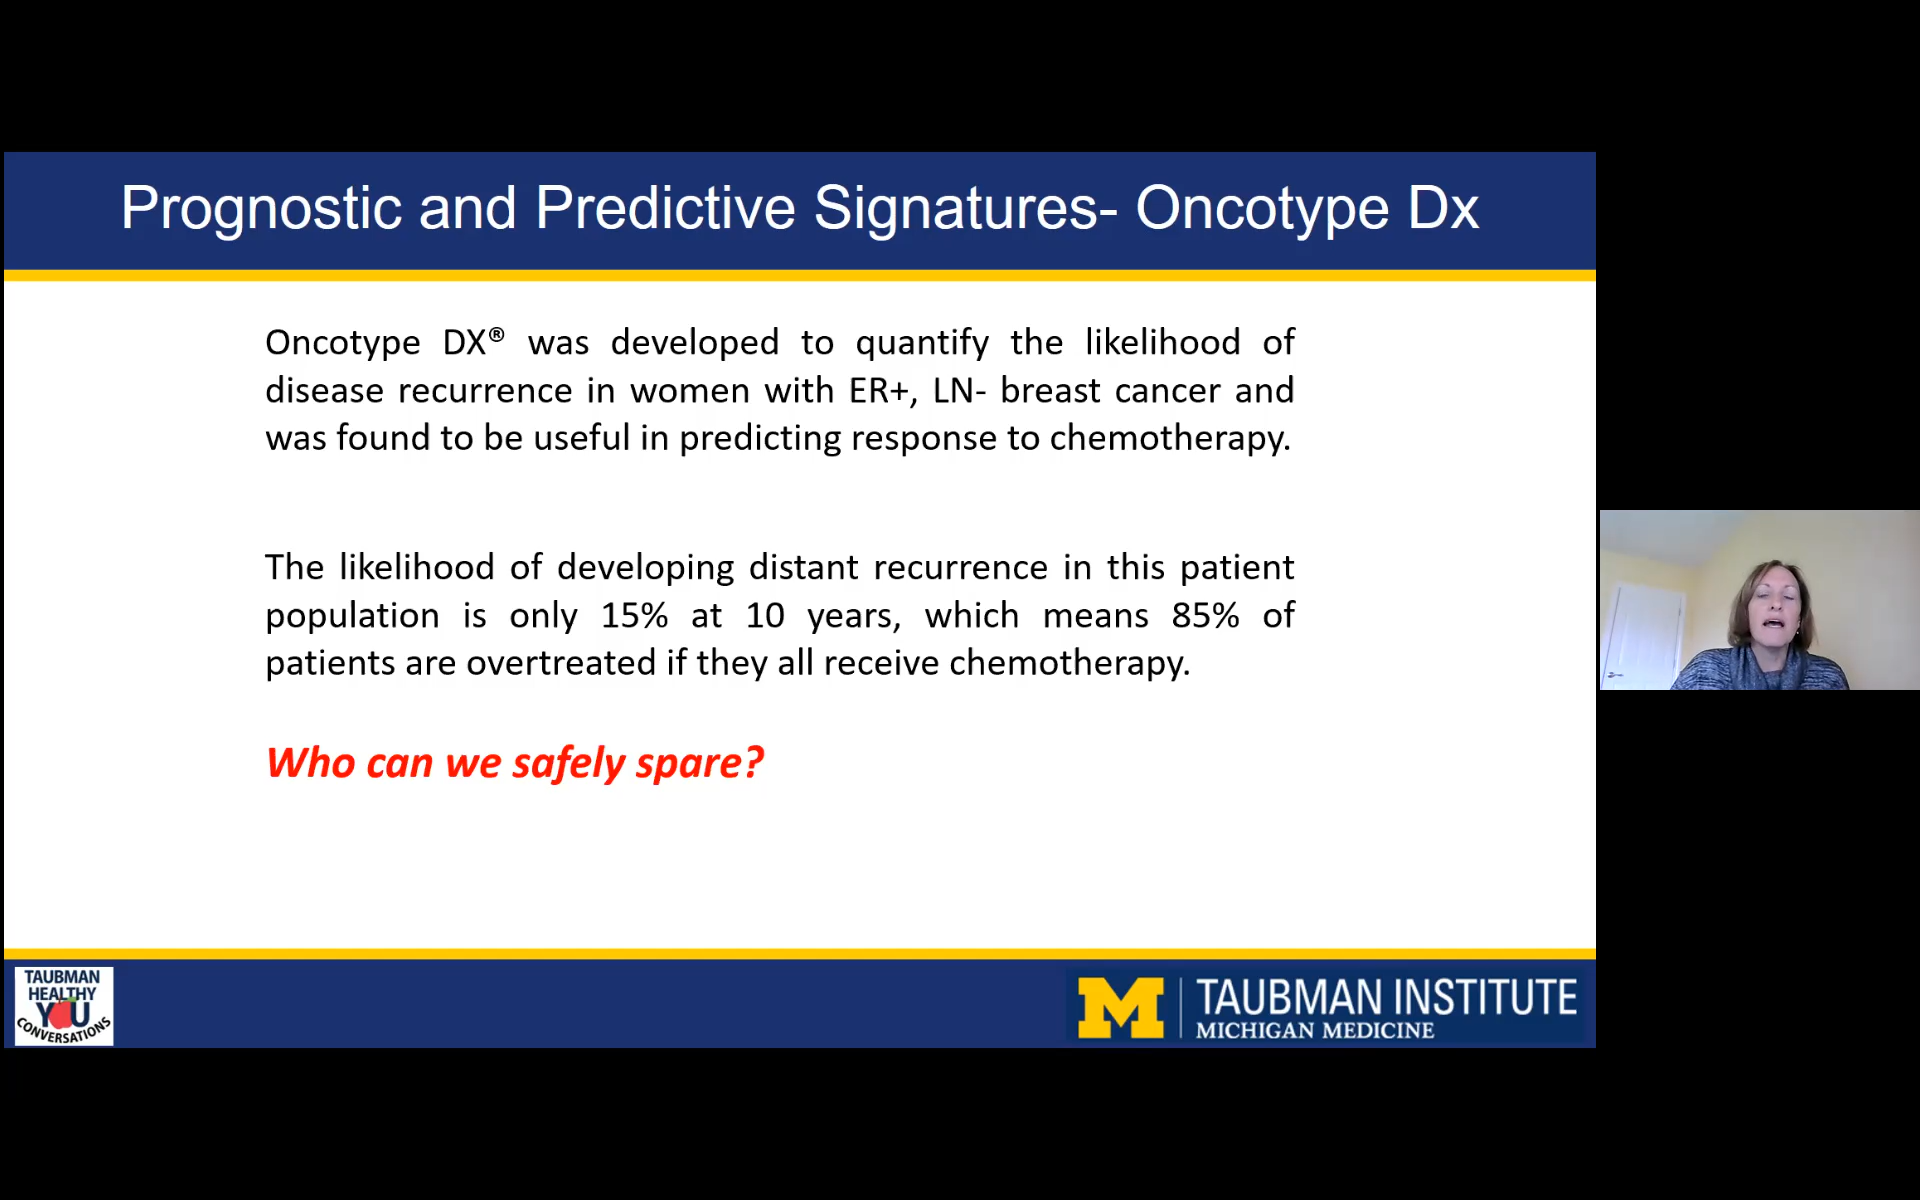 Prognostic and Predictive Signatures- Oncotype Dx
Oncotype DX® was developed to quantify the likelihood of
disease recurrence in women with ER+, LN- breast cancer and
was found to be useful in predicting response to chemotherapy.
The likelihood of developing distant recurrence in this patient
population is only 15% at 10 years, which means 85% of
patients are overtreated if they all receive chemotherapy.
Who can we safely spare?
TAUBMAN
HEALTHY
YOU
CONVERSATIONS
M
TAUBMAN INSTITUTE
MICHIGAN MEDICINE